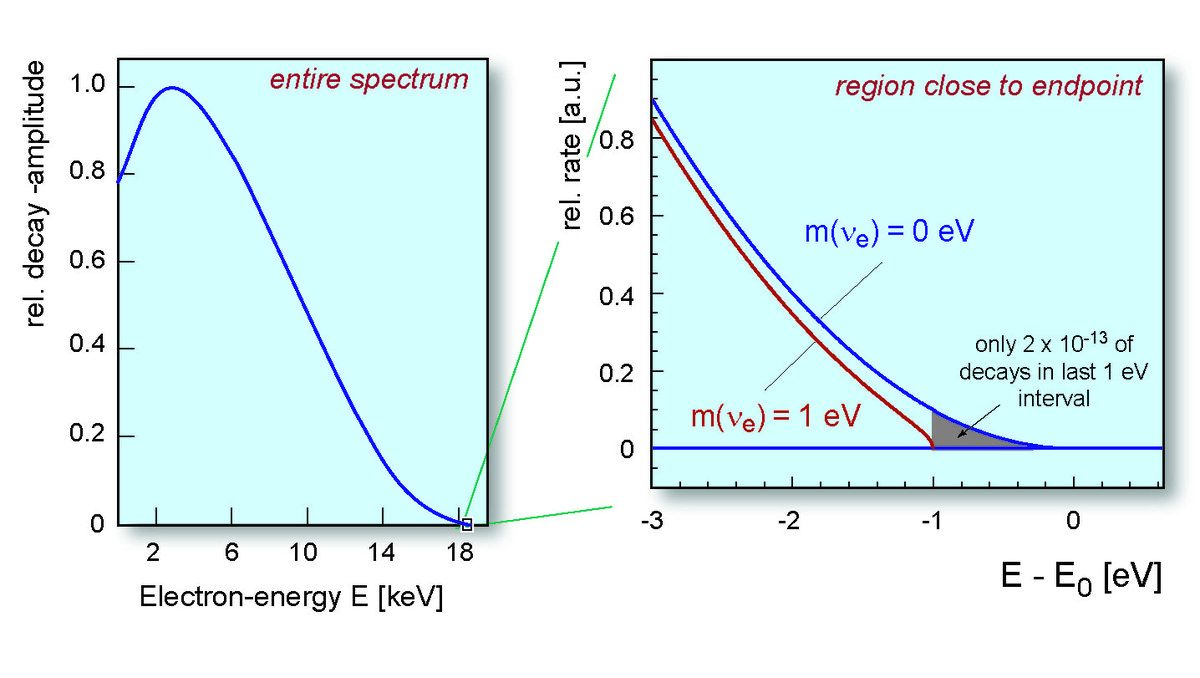 entire spectrum
rel. decay -amplitude
1.0
0.8
0.6
0.4
0.2
0
2 6 10 14 18
Electron-energy E [keV]
region close to endpoint
rel. rate [a.u.]
0.8
0.6
0.4
0.2
0
m(νe) = 0 eV
m(νe) = 1 eV
only 2 x 10-13 of
decays in last 1 eV
interval
-3 -2 -1 0
E - E0 [eV]